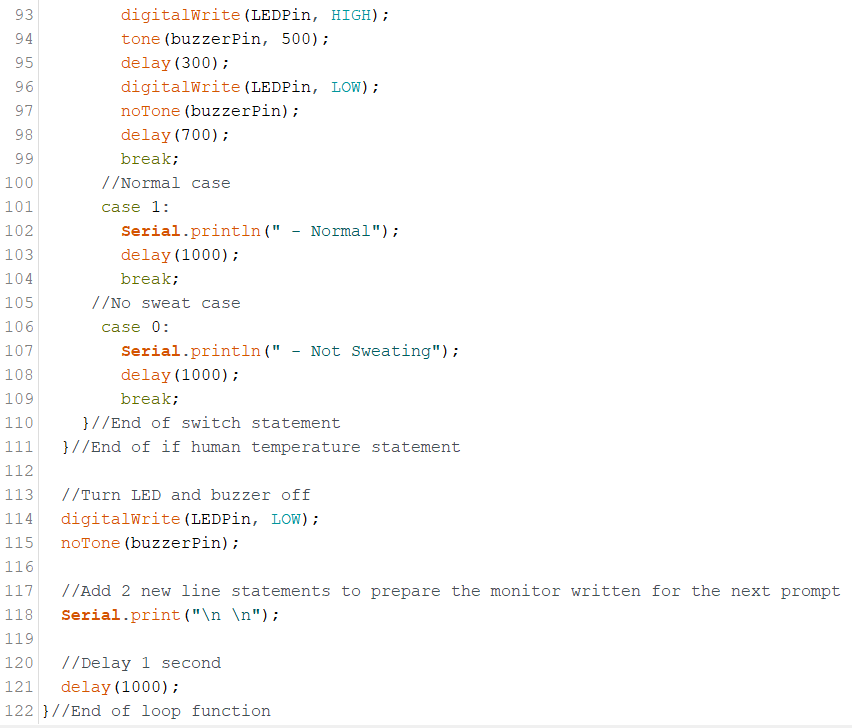 93 digitalWrite(LEDPin, HIGH);
94 tone(buzzerPin, 500);
95 delay(300);
96 digitalWrite(LEDPin, LOW);
97 noTone(buzzerPin);
98 delay(700);
99 break;
100 //Normal case
101 case 1:
102 Serial.println(" - Normal");
103 delay(1000);
104 break;
105 //No sweat case
106 case 0:
107 Serial.println(" - Not Sweating");
108 delay(1000);
109 break;
110 }//End of switch statement
111 }//End of if human temperature statement
112
113 //Turn LED and buzzer off
114 digitalWrite(LEDPin, LOW);
115 noTone(buzzerPin);
116
117 //Add 2 new line statements to prepare the monitor written for the next prompt
118 Serial.print("\n \n");
119
120 //Delay 1 second
121 delay(1000);
122 }//End of loop function